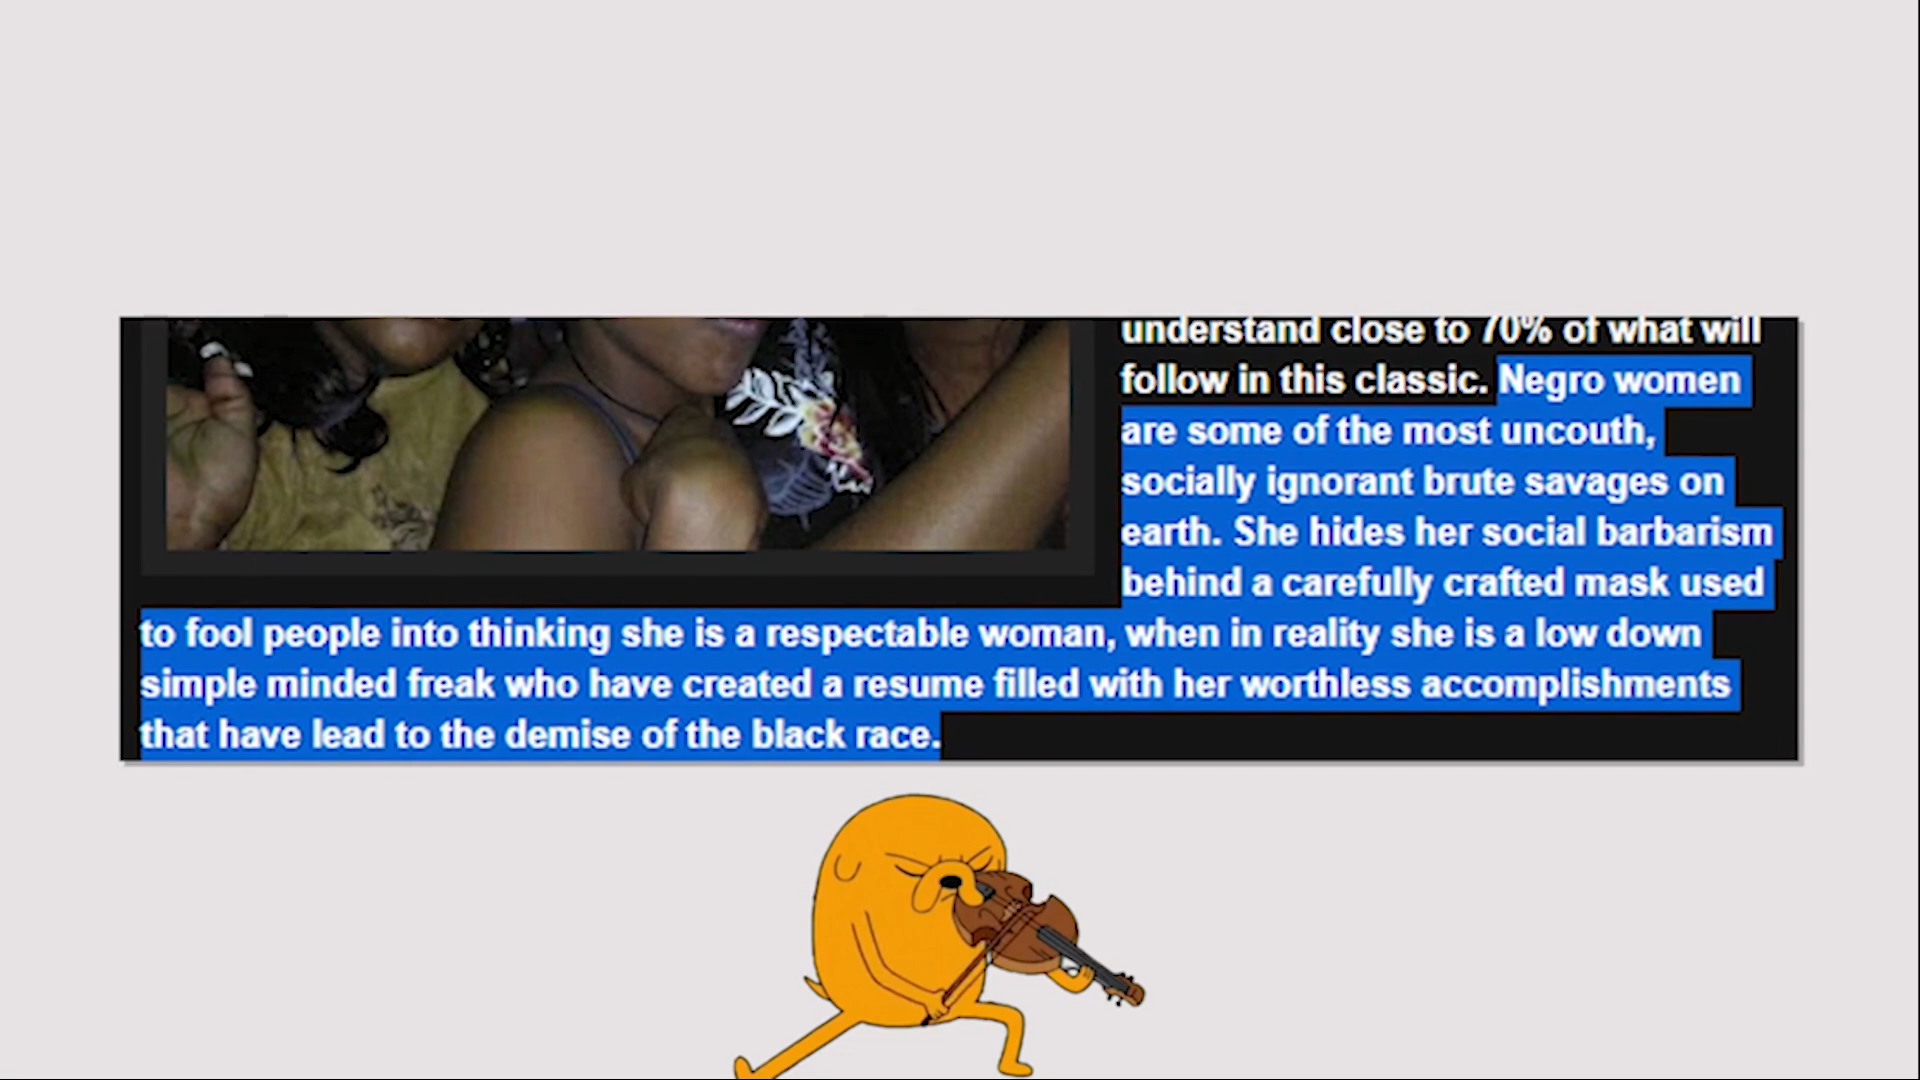 understand close to 70% of what will
follow in this classic. Negro women
are some of the most uncouth,
socially ignorant brute savages on
earth. She hides her social barbarism
behind a carefully crafted mask used
to fool people into thinking she is a respectable woman, when in reality she is a low down
simple minded freak who have created a resume filled with her worthless accomplishments
that have lead to the demise of the black race.